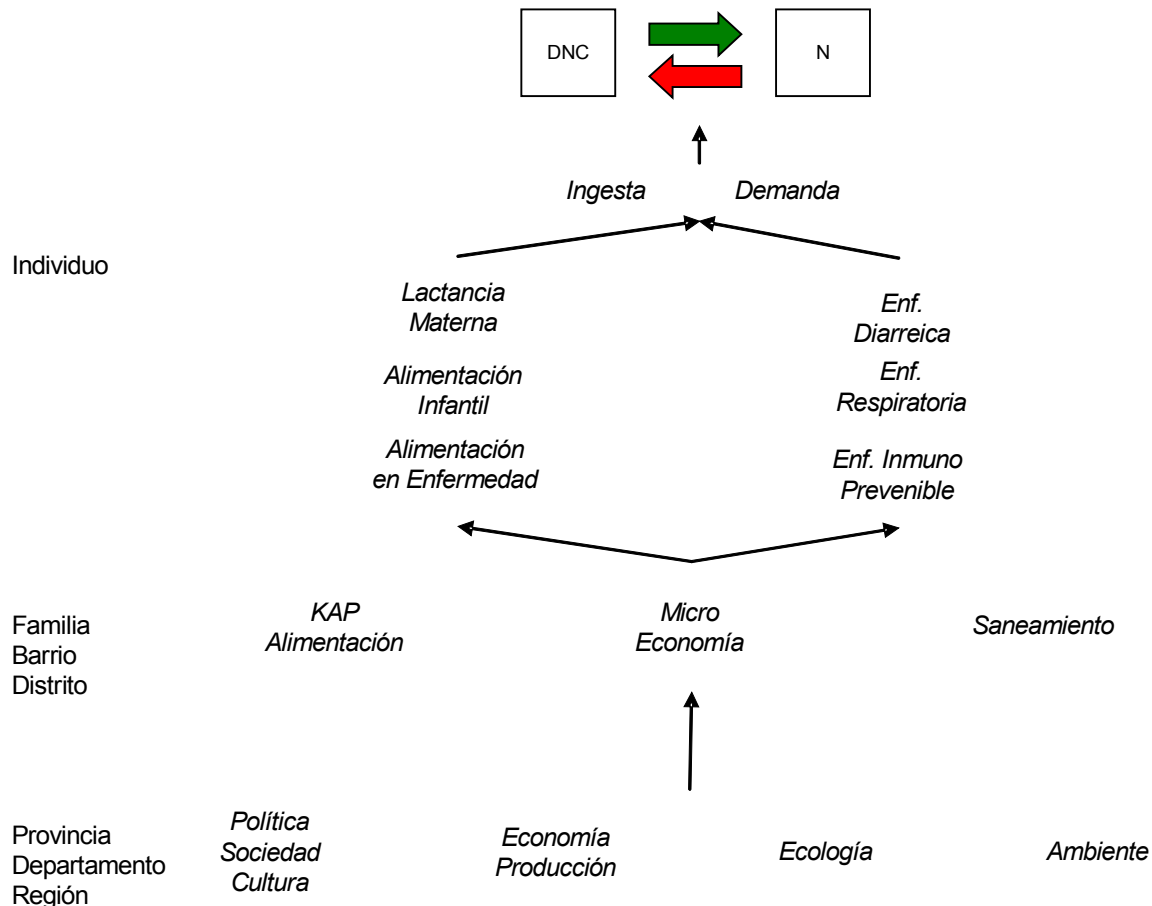 DNC
N
Ingesta
Demanda
Individuo
Lactancia
Materna
Alimentación
Infantil
Alimentación
en Enfermedad
Enf.
Diarreica
Enf.
Respiratoria
Enf. Inmuno
Prevenible
Familia
Barrio
Distrito
KAP
Alimentación
Micro
Economía
Saneamiento
Provincia
Departamento
Región
Política
Sociedad
Cultura
Economía
Producción
Ecología
Ambiente